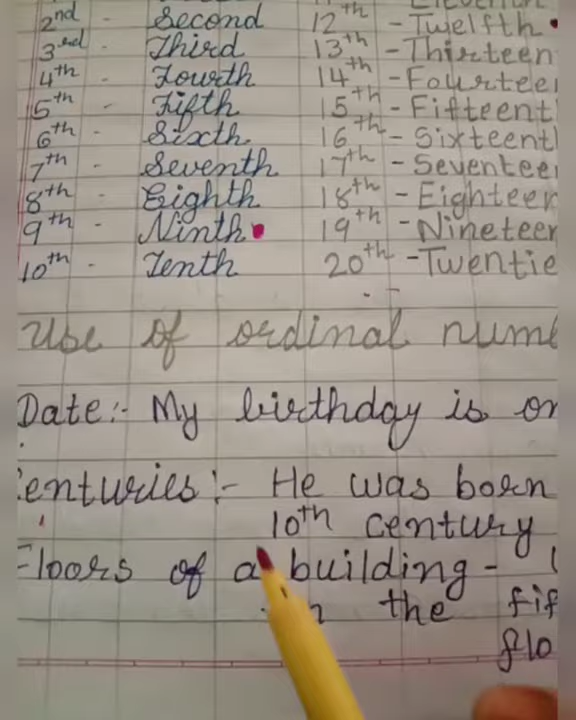 2nd - Second 12th - Twelfth
3rd - Third 13th - Thirteen
4th - Fourth 14th - Fourteen
5th - Fifth 15th - Fifteent
6th - Sixth 16th - Sixteent
7th - Seventh 17th - Seventee
8th - Eighth 18th - Eighteen
9th - Ninth 19th - Nineteen
10th - Tenth 20th - Twentie
Use of ordinal num
Date:- My birthday is on
enturies:- He was born
10th century
Floors of a building -
the fif
flo